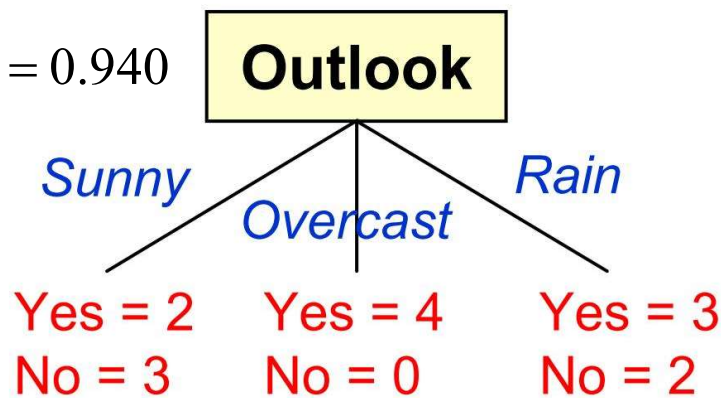 = 0.940
Outlook
Sunny
Overcast
Rain
Yes = 2
No = 3
Yes = 4
No = 0
Yes = 3
No = 2